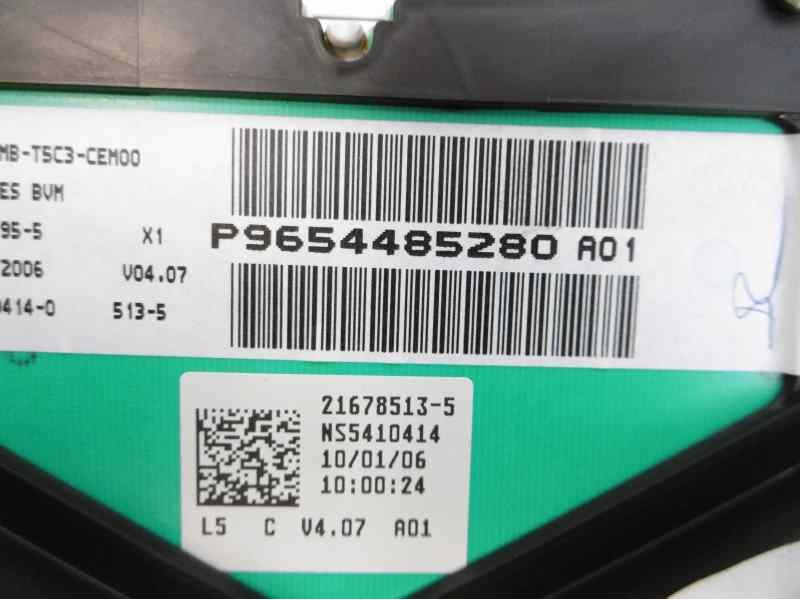 MB-T5C3-CEM00
ES BVM
95-5 X1
P9654485280 A01
2006 V04.07
0414-0 513-5
21678513-5
NS5410414
10/01/06
10:00:24
L5 C V4.07 A01